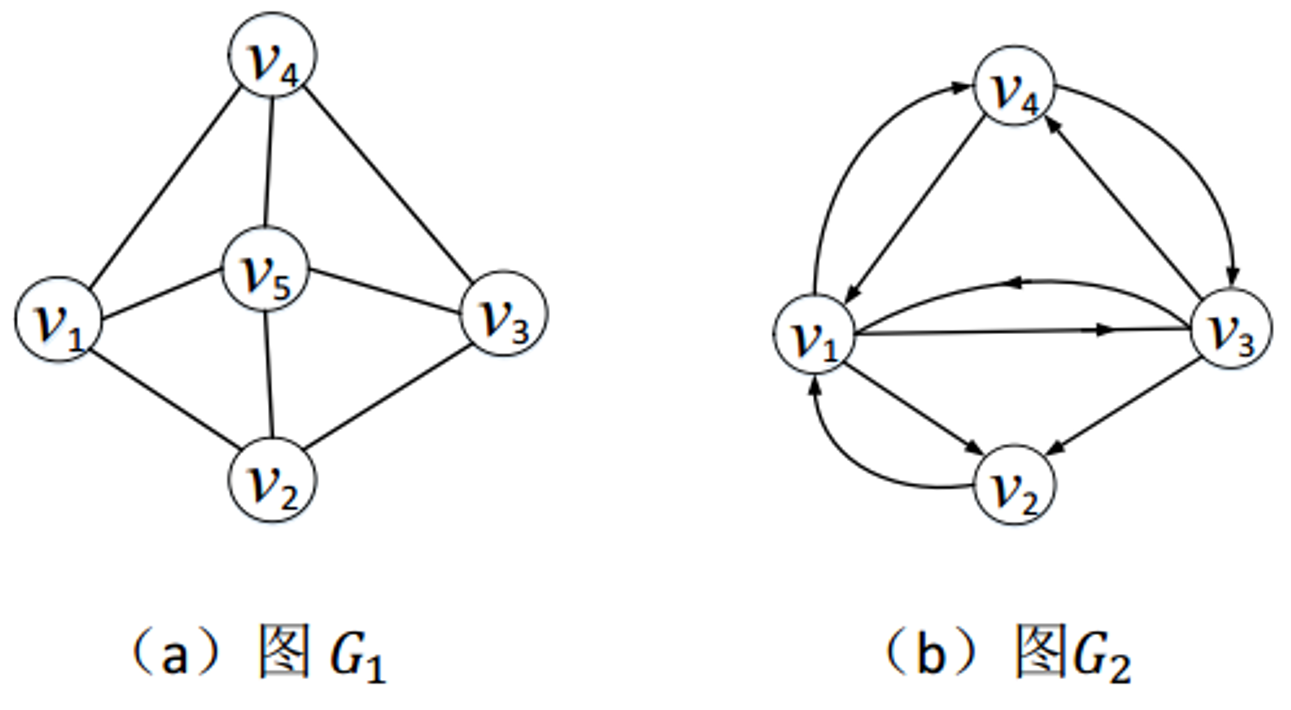 v₄
v₅
v₁
v₃
v₂
（a）图 G₁
v₄
v₁
v₃
v₂
（b）图G₂